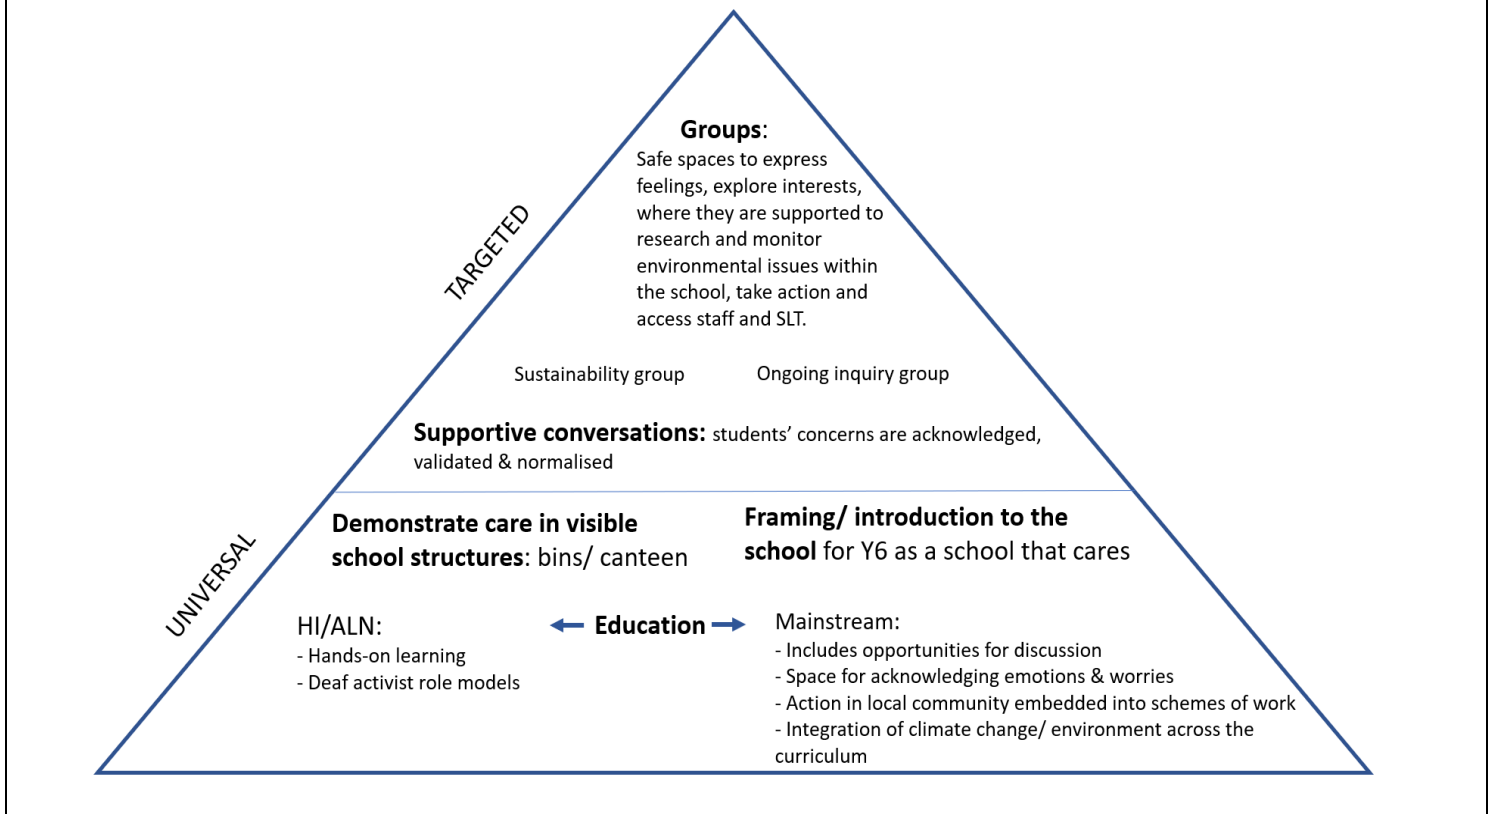 Groups:
Safe spaces to express
feelings, explore interests,
where they are supported to
research and monitor
environmental issues within
the school, take action and
access staff and SLT.
TARGETED
Sustainability group
Ongoing inquiry group
Supportive conversations: students’ concerns are acknowledged,
validated & normalised
UNIVERSAL
Demonstrate care in visible
school structures: bins/ canteen
Framing/ introduction to the
school for Y6 as a school that cares
Education
HI/ALN:
- Hands-on learning
- Deaf activist role models
Mainstream:
- Includes opportunities for discussion
- Space for acknowledging emotions & worries
- Action in local community embedded into schemes of work
- Integration of climate change/ environment across the
curriculum